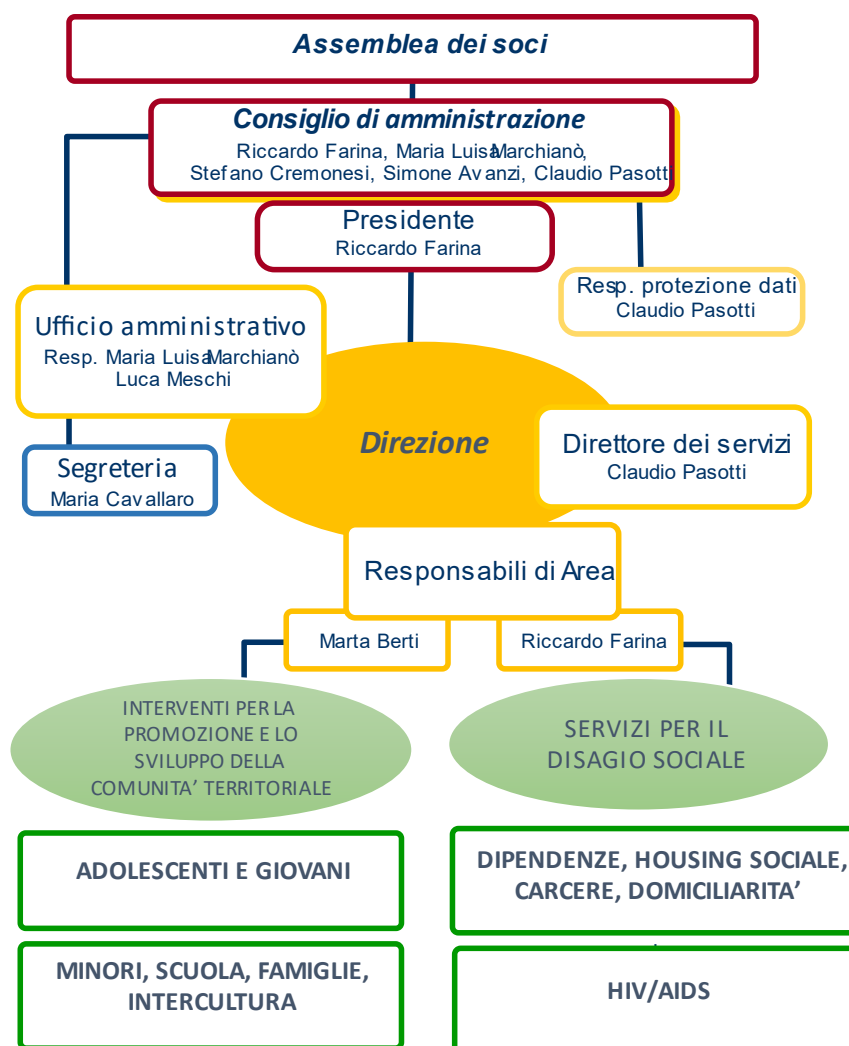 Assemblea dei soci
Consiglio di amministrazione
Riccardo Farina, Maria Luisa Marchianò,
Stefano Cremonesi, Simone Avanzi, Claudio Pasott
Presidente
Riccardo Farina
Resp. protezione dati
Claudio Pasotti
Ufficio amministrativo
Resp. Maria Luisa Marchianò
Luca Meschi
Direzione
Direttore dei servizi
Claudio Pasotti
Segreteria
Maria Cavallaro
Responsabili di Area
Marta Berti
Riccardo Farina
INTERVENTI PER LA
PROMOZIONE E LO
SVILUPPO DELLA
COMUNITA’ TERRITORIALE
SERVIZI PER IL
DISAGIO SOCIALE
ADOLESCENTI E GIOVANI
DIPENDENZE, HOUSING SOCIALE,
CARCERE, DOMICILIARITA’
MINORI, SCUOLA, FAMIGLIE,
INTERCULTURA
HIV/AIDS